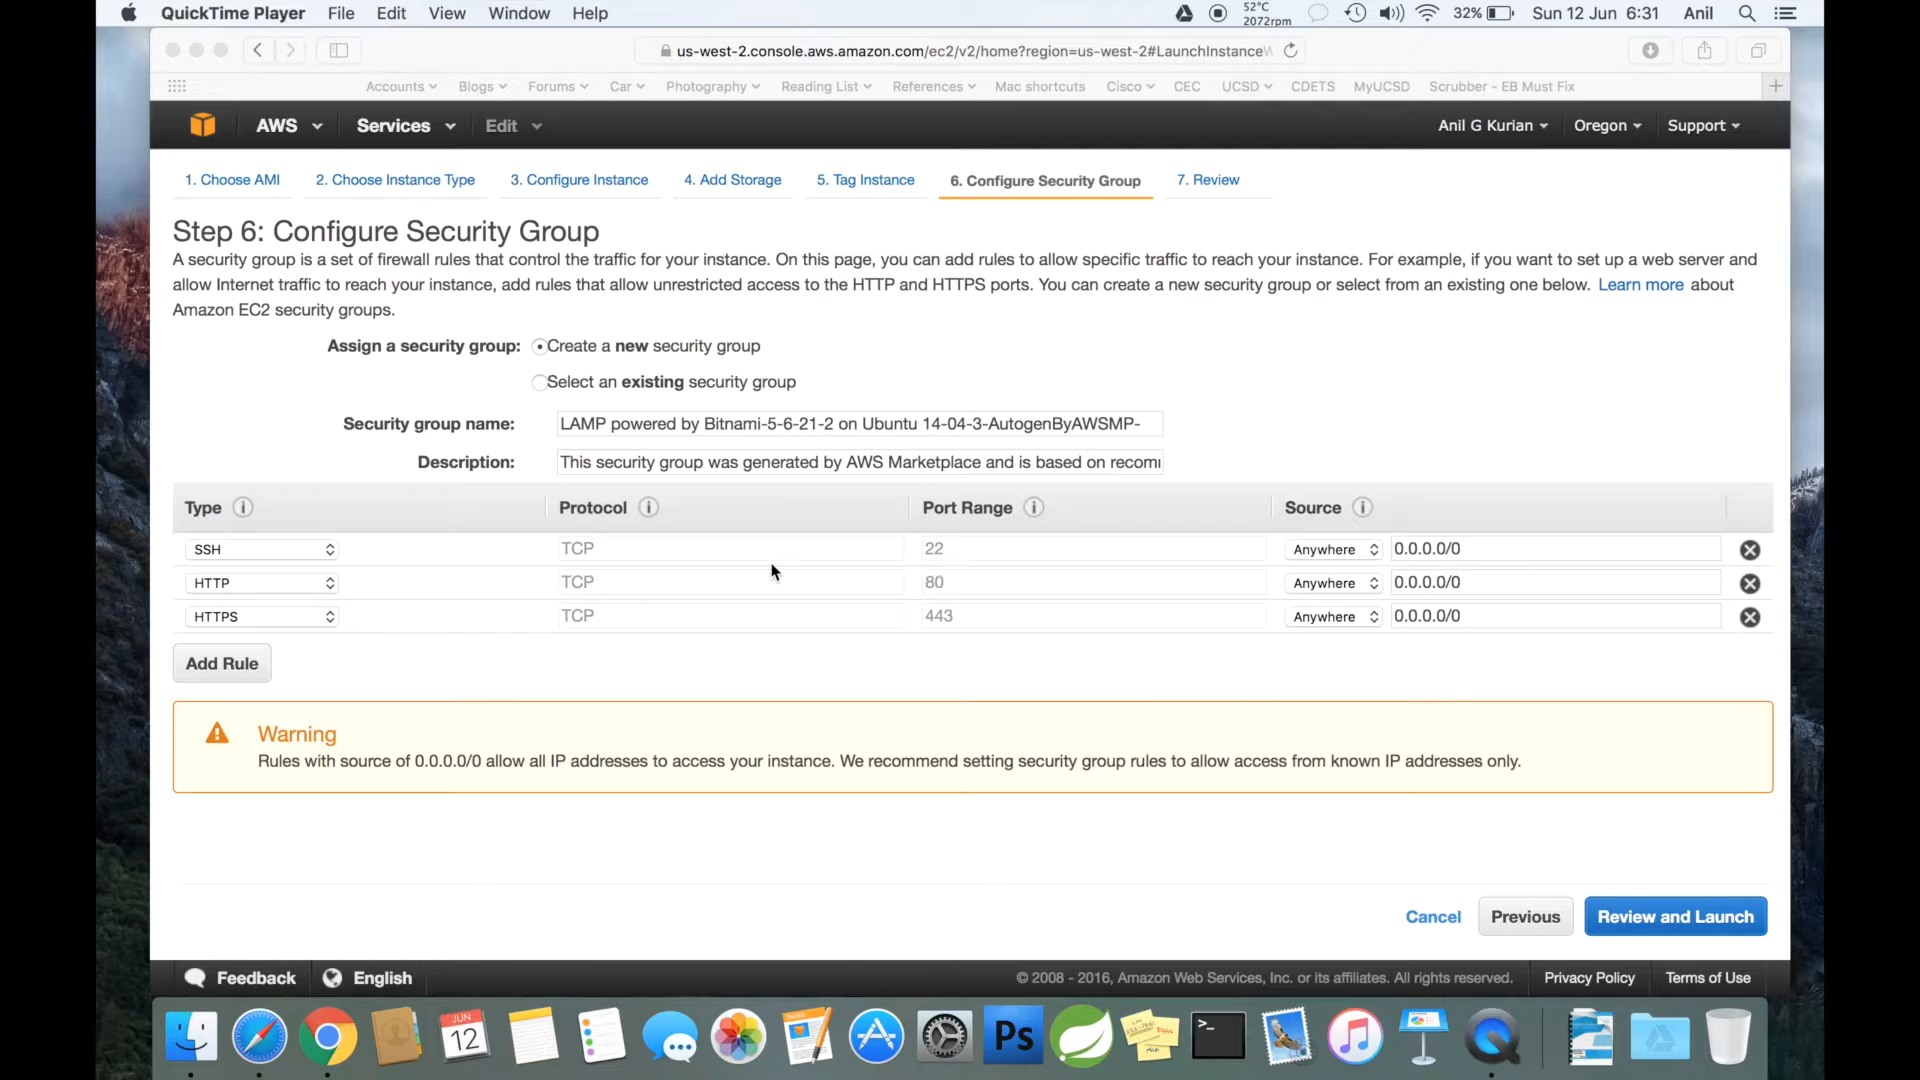 QuickTime Player File Edit View Window Help 52°C 2072rpm 32% Sun 12 Jun 6:31 Anil
us-west-2.console.aws.amazon.com/ec2/v2/home?region=us-west-2#LaunchInstance
Accounts Blogs Forums Car Photography Reading List References Mac shortcuts Cisco CEC UCSD CDETS MyUCSD Scrubber - EB Must Fix
AWS Services Edit Anil G Kurian Oregon Support
1. Choose AMI 2. Choose Instance Type 3. Configure Instance 4. Add Storage 5. Tag Instance 6. Configure Security Group 7. Review
Step 6: Configure Security Group
A security group is a set of firewall rules that control the traffic for your instance. On this page, you can add rules to allow specific traffic to reach your instance. For example, if you want to set up a web server and
allow Internet traffic to reach your instance, add rules that allow unrestricted access to the HTTP and HTTPS ports. You can create a new security group or select from an existing one below. Learn more about
Amazon EC2 security groups.
Assign a security group: Create a new security group
Select an existing security group
Security group name: LAMP powered by Bitnami-5-6-21-2 on Ubuntu 14-04-3-AutogenByAWSMP-
Description: This security group was generated by AWS Marketplace and is based on recom
Type Protocol Port Range Source
SSH TCP 22 Anywhere 0.0.0.0/0
HTTP TCP 80 Anywhere 0.0.0.0/0
HTTPS TCP 443 Anywhere 0.0.0.0/0
Add Rule
Warning
Rules with source of 0.0.0.0/0 allow all IP addresses to access your instance. We recommend setting security group rules to allow access from known IP addresses only.
Cancel Previous Review and Launch
Feedback English © 2008 - 2016, Amazon Web Services, Inc. or its affiliates. All rights reserved. Privacy Policy Terms of Use
JUN
12
Ps